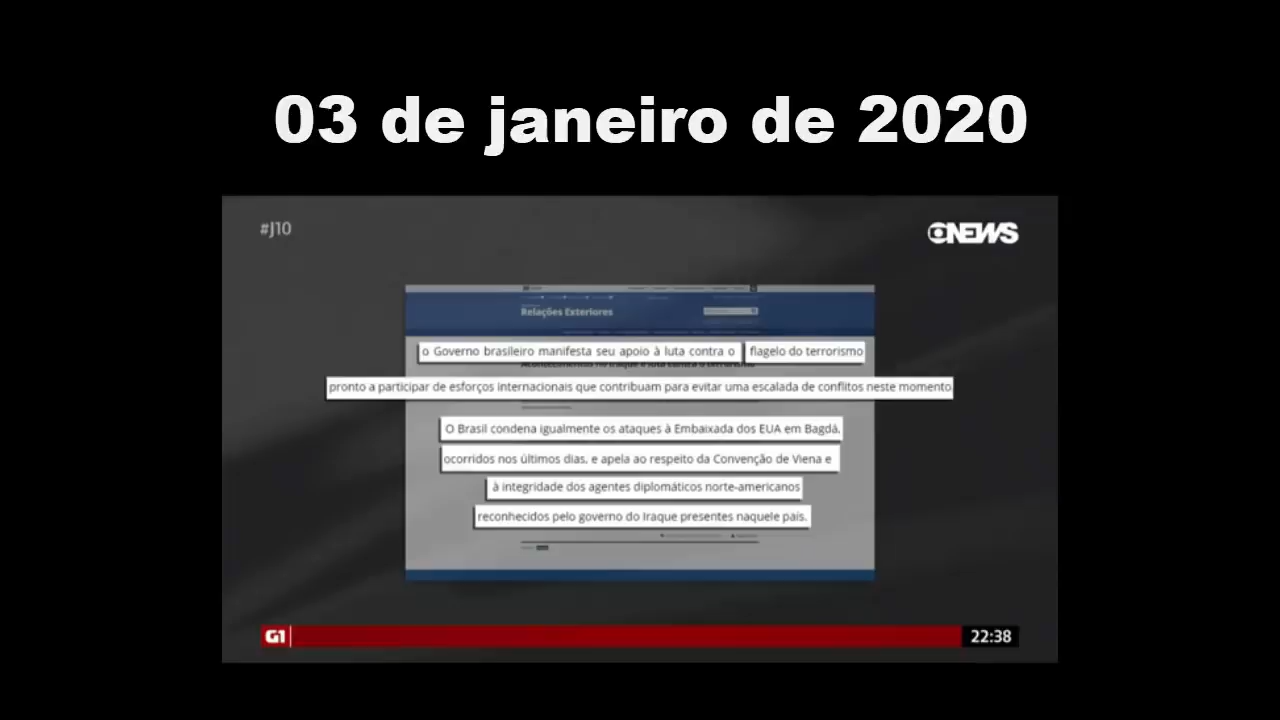 03 de janeiro de 2020
#J10
GNEWS
Relações Exteriores
o Governo brasileiro manifesta seu apoio à luta contra o flagelo do terrorismo
pronto a participar de esforços internacionais que contribuam para evitar uma escalada de conflitos neste momento.
O Brasil condena igualmente os ataques à Embaixada dos EUA em Bagdá,
ocorridos nos últimos dias, e apela ao respeito da Convenção de Viena e
à integridade dos agentes diplomáticos norte-americanos
reconhecidos pelo governo do Iraque presentes naquele país.
G1
22:38